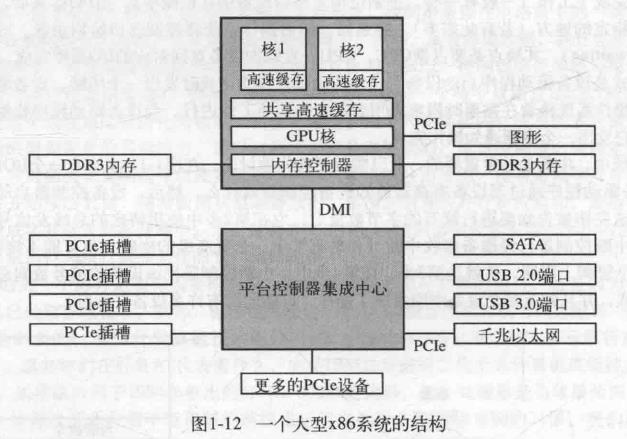 核1 核2
高速缓存 高速缓存
共享高速缓存
GPU核 PCIe 图形
DDR3内存 内存控制器 DDR3内存
DMI
PCIe插槽 SATA
PCIe插槽 平台控制器集成中心 USB 2.0端口
PCIe插槽 USB 3.0端口
PCIe插槽 千兆以太网
PCIe
更多的PCIe设备
图1-12 一个大型x86系统的结构